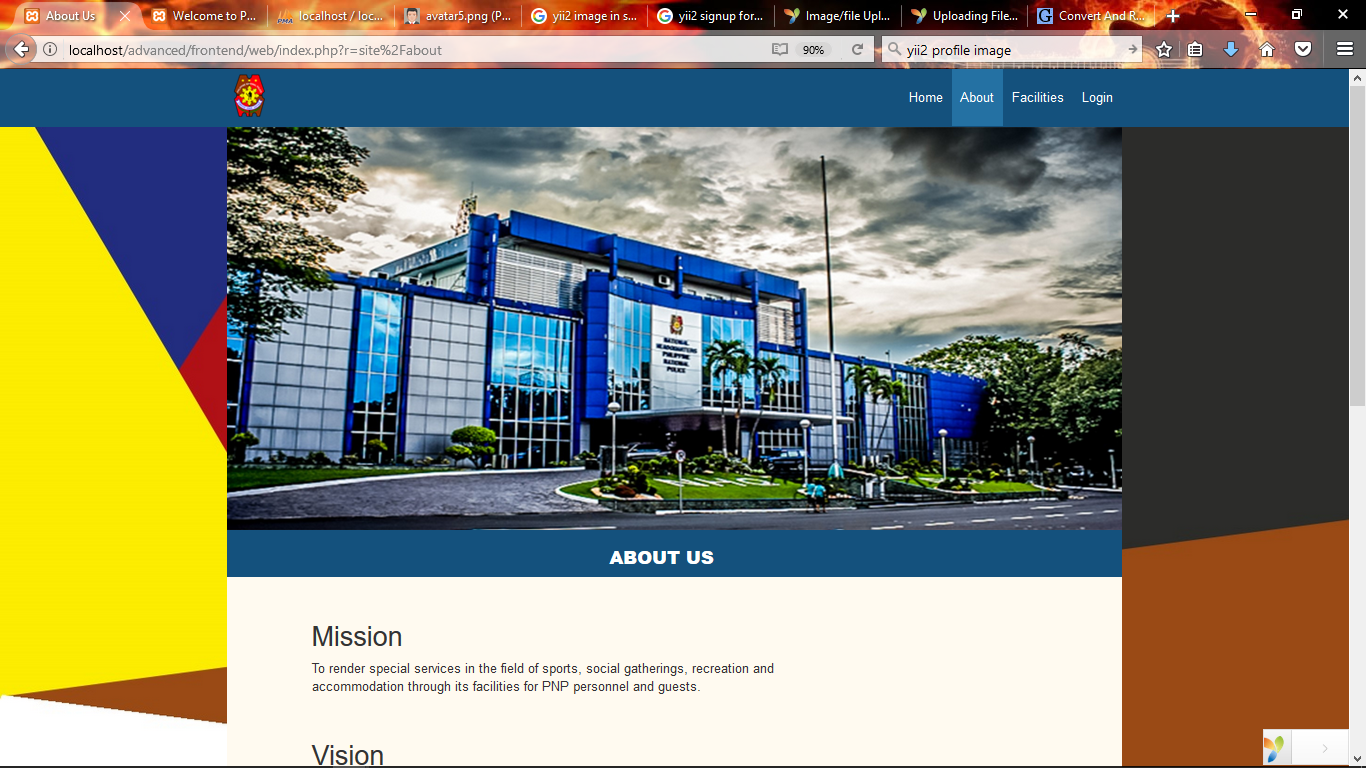 About Us
Welcome to P...
localhost / loc...
avatar5.png (P...
yii2 image in s...
yii2 signup for...
Image/file Upl...
Uploading File...
Convert And R...
localhost/advanced/frontend/web/index.php?r=site%2Fabout
90%
yii2 profile image
Home
About
Facilities
Login
NATIONAL
HEADQUARTERS
PHILIPPINE
NATIONAL
POLICE
NHQ
ABOUT US
Mission
To render special services in the field of sports, social gatherings, recreation and
accommodation through its facilities for PNP personnel and guests.
Vision